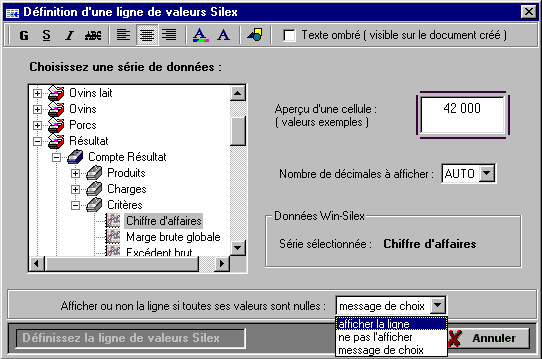 Définition d'une ligne de valeurs Silex
G S I ABC A A Texte ombré ( visible sur le document créé )
Choisissez une série de données :
Ovins lait
Ovins
Porcs
Résultat
Compte Résultat
Produits
Charges
Critères
Chiffre d'affaires
Marge brute globale
Excédent brut
Aperçu d'une cellule :
( valeurs exemples )
42 000
Nombre de décimales à afficher : AUTO
Données Win-Silex
Série sélectionnée : Chiffre d'affaires
Afficher ou non la ligne si toutes ses valeurs sont nulles : message de choix
afficher la ligne
ne pas l'afficher
message de choix
Définissez la ligne de valeurs Silex
Annuler